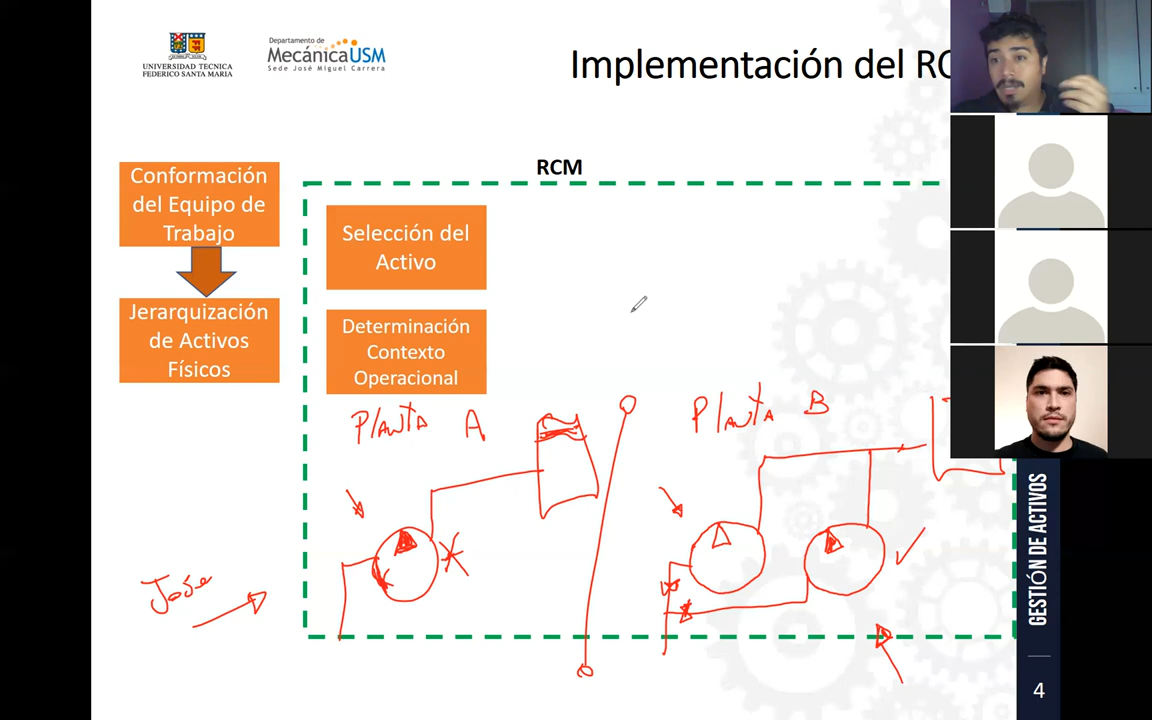 UNIVERSIDAD TECNICA
FEDERICO SANTA MARIA
Departamento de
MecánicaUSM
Sede José Miguel Carrera
Implementación del RC
RCM
Conformación
del Equipo de
Trabajo
Jerarquización
de Activos
Físicos
Selección del
Activo
Determinación
Contexto
Operacional
Planta A
Planta B
José
GESTIÓN DE ACTIVOS
4